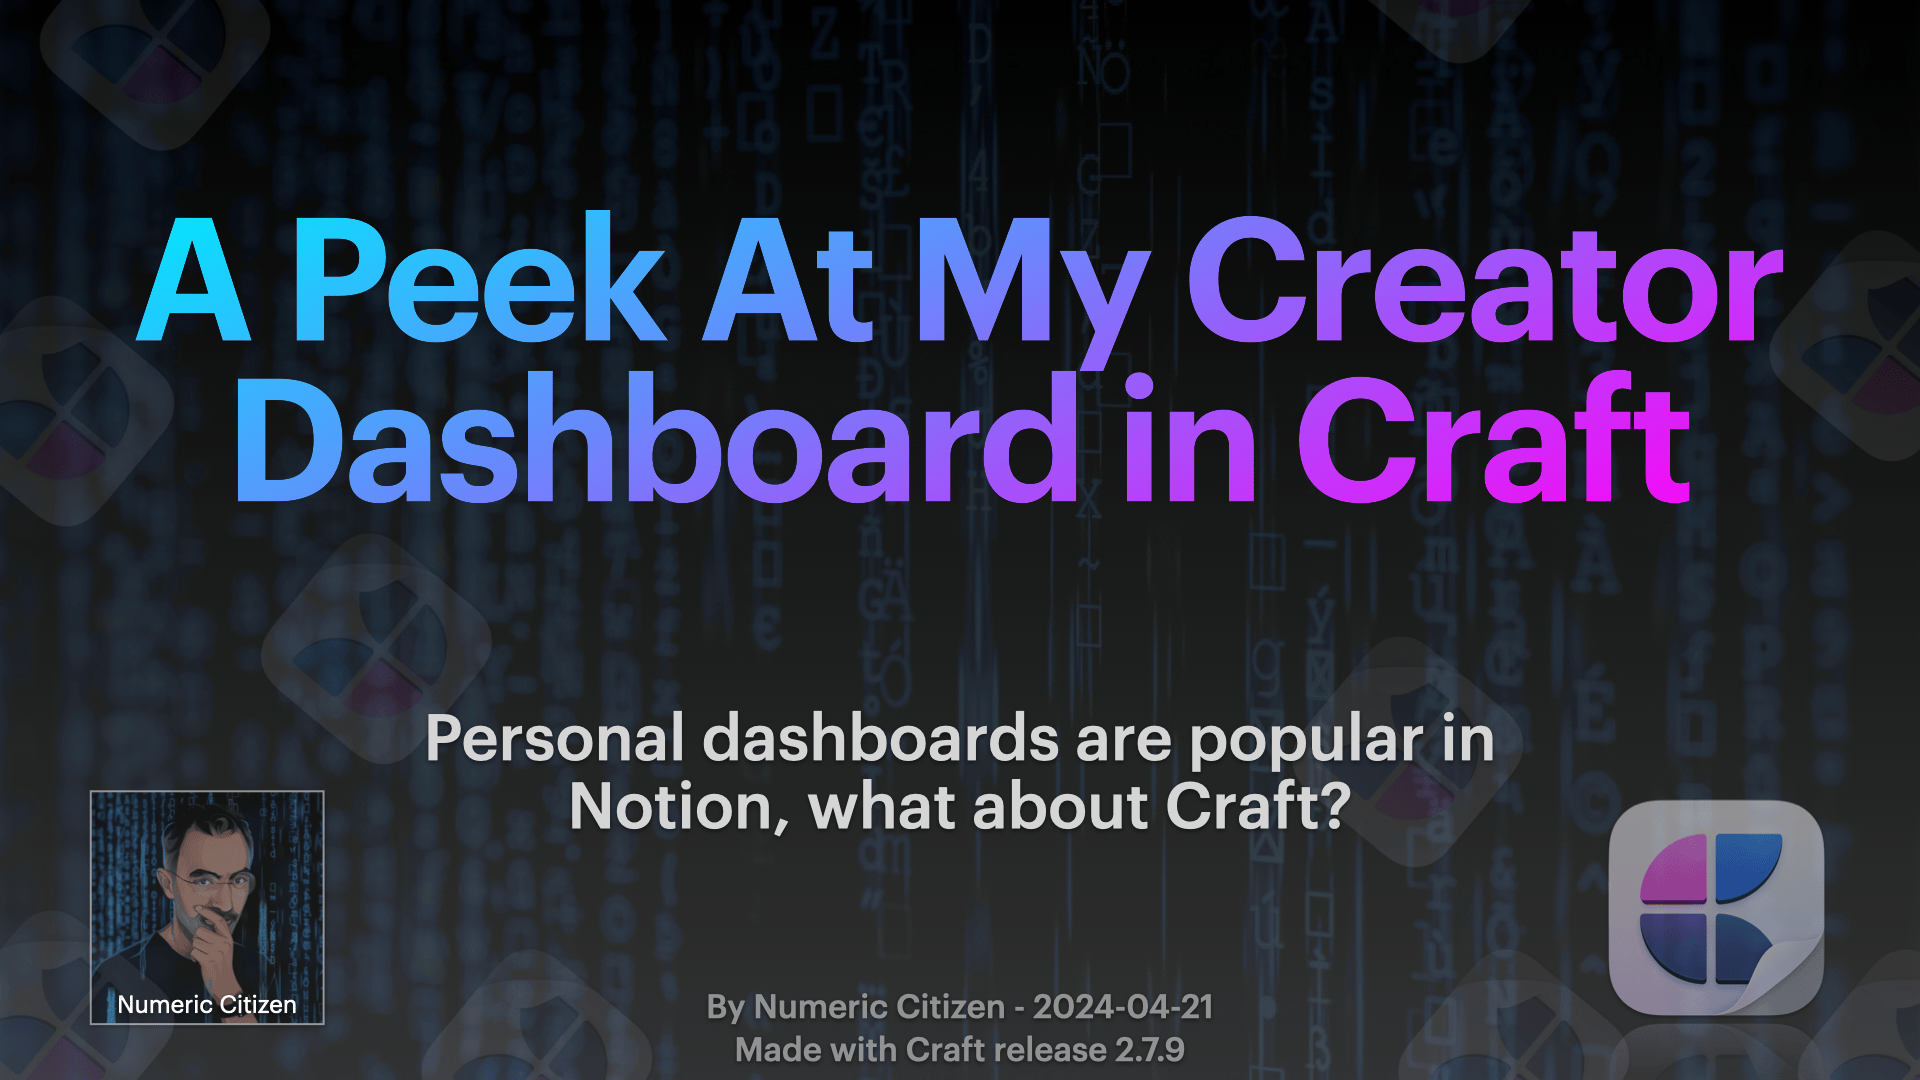 A Peek At My Creator
Dashboard in Craft
Personal dashboards are popular in
Notion, what about Craft?
Numeric Citizen
By Numeric Citizen - 2024-04-21
Made with Craft release 2.7.9